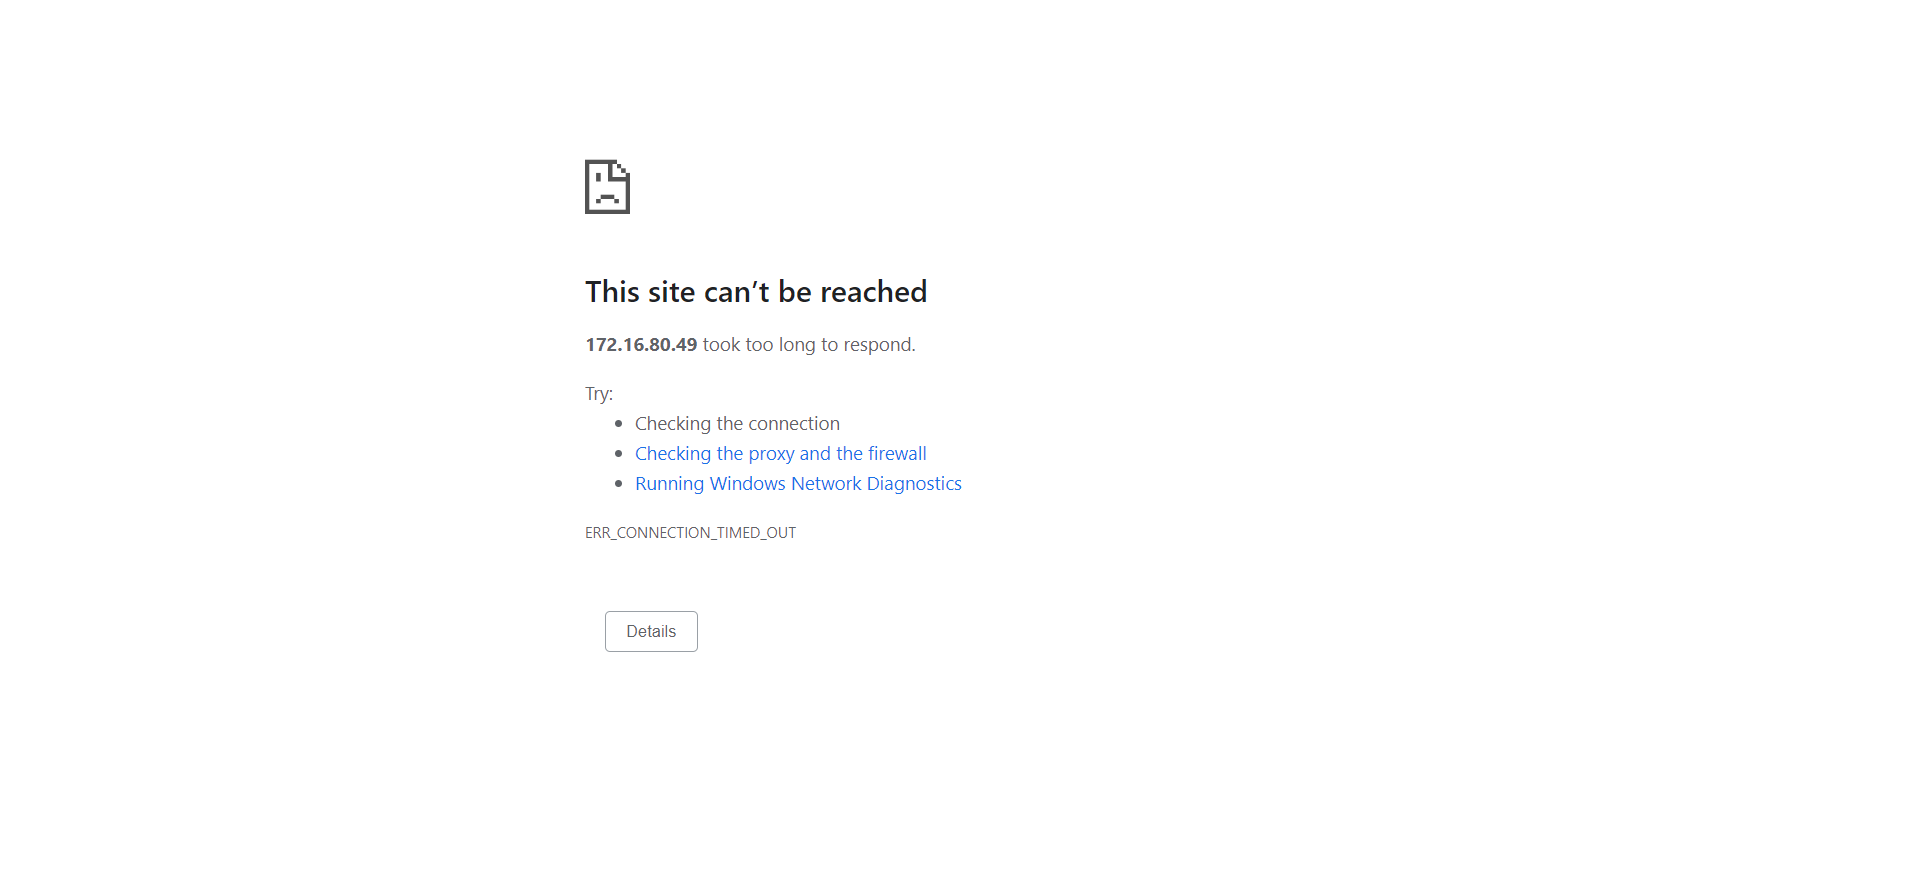 This site can’t be reached
172.16.80.49 took too long to respond.
Try:
Checking the connection
Checking the proxy and the firewall
Running Windows Network Diagnostics
ERR_CONNECTION_TIMED_OUT
Details